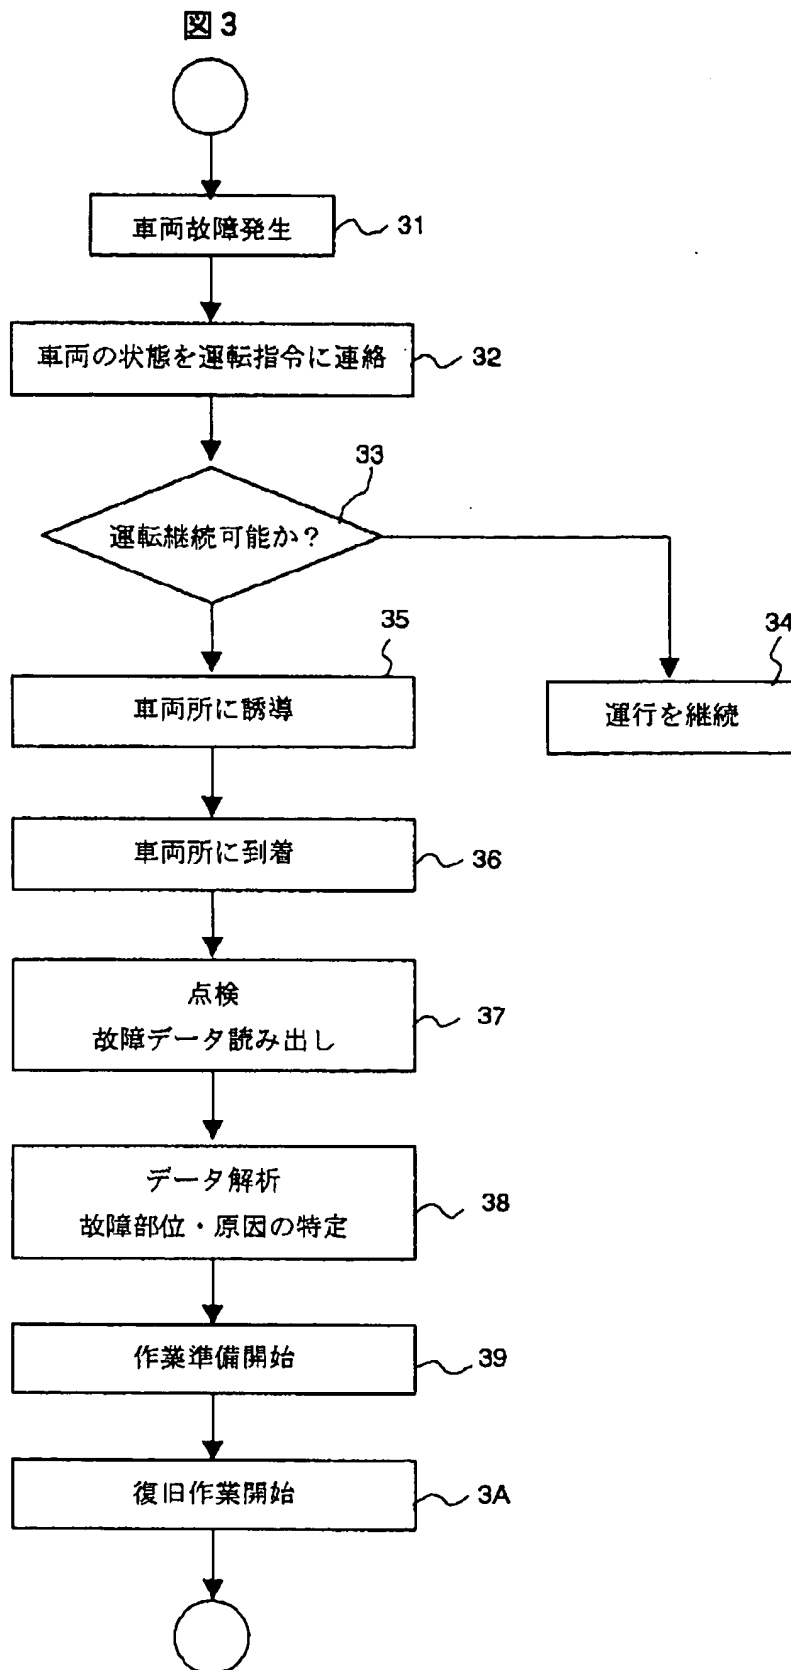 図3
車両故障発生
31
車両の状態を運転指令に連絡
32
33
運転継続可能か？
35
車両所に誘導
34
運行を継続
車両所に到着
36
点検
故障データ読み出し
37
データ解析
故障部位・原因の特定
38
作業準備開始
39
復旧作業開始
3A